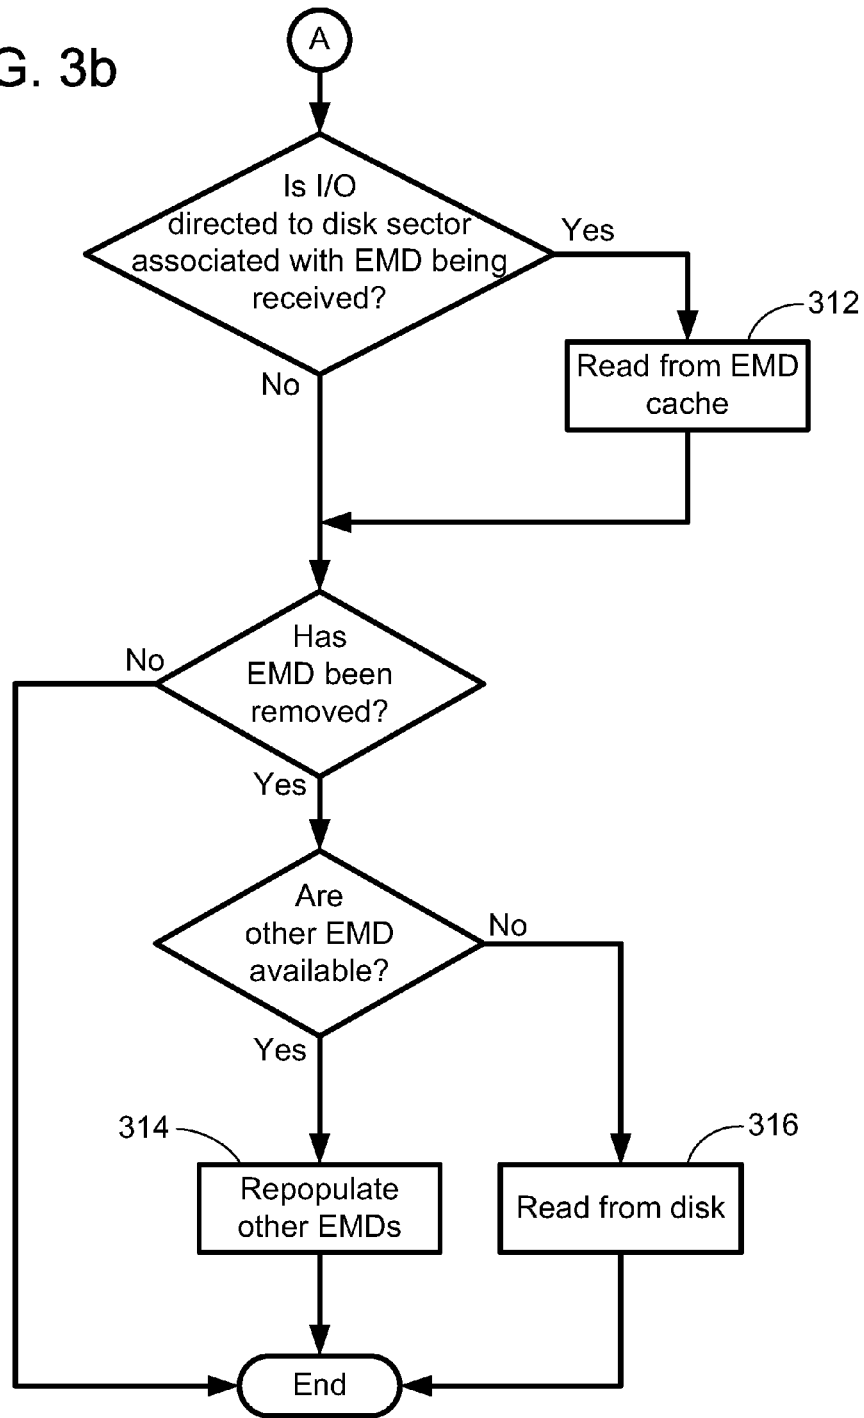 G. 3b
A
Is I/O
directed to disk sector
associated with EMD being
received?
Yes
312
Read from EMD
cache
No
Has
EMD been
removed?
No
Yes
Are
other EMD
available?
No
Yes
314
316
Repopulate
other EMDs
Read from disk
End